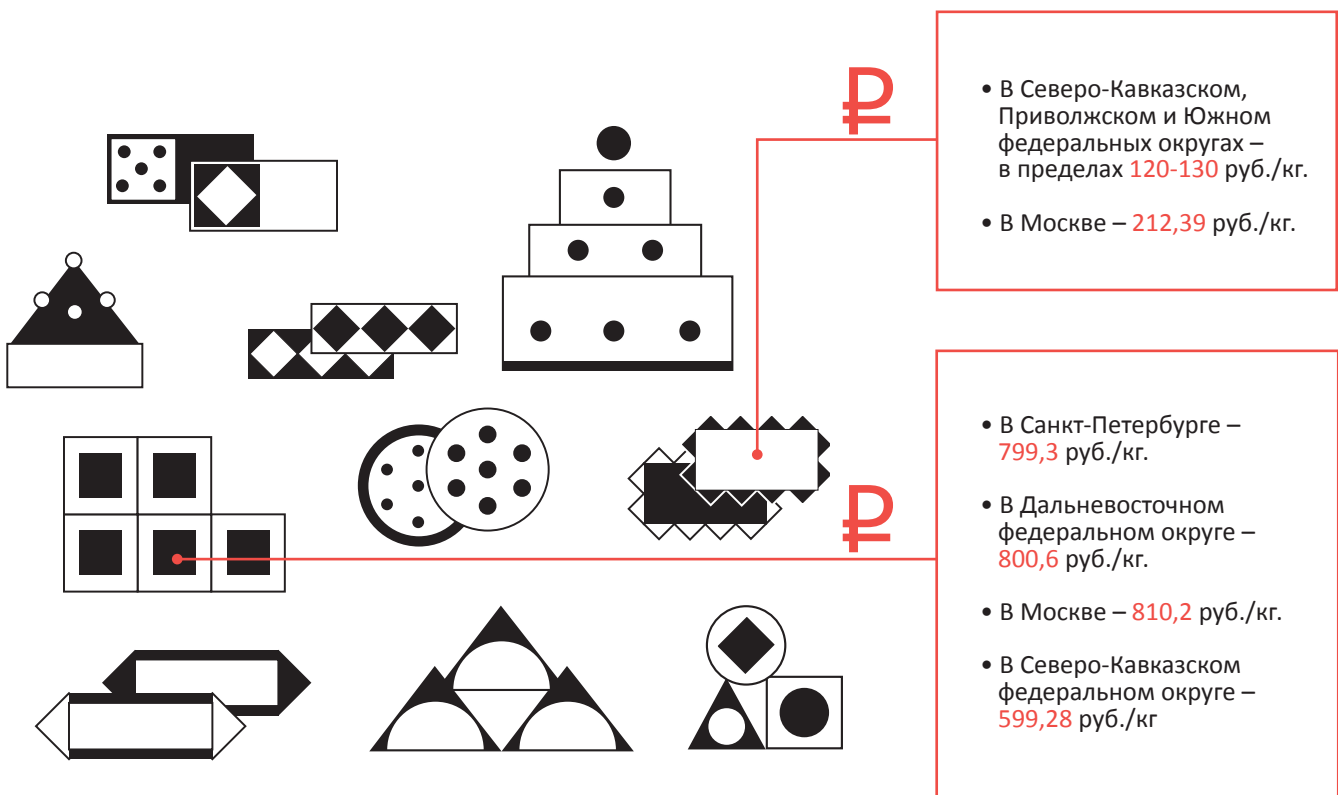 ₽
• В Северо-Кавказском,
Приволжском и Южном
федеральных округах –
в пределах 120-130 руб./кг.
• В Москве – 212,39 руб./кг.
₽
• В Санкт-Петербурге –
799,3 руб./кг.
• В Дальневосточном
федеральном округе –
800,6 руб./кг.
• В Москве – 810,2 руб./кг.
• В Северо-Кавказском
федеральном округе –
599,28 руб./кг